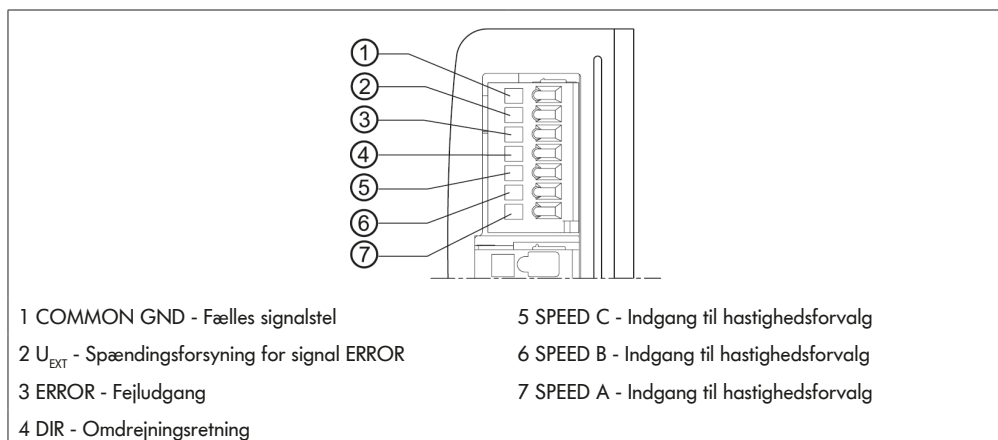 1
2
3
4
5
6
7
1 COMMON GND - Fælles signalstel
2 U_EXT - Spændingsforsyning for signal ERROR
3 ERROR - Fejludgang
4 DIR - Omdrejningsretning
5 SPEED C - Indgang til hastighedsforvalg
6 SPEED B - Indgang til hastighedsforvalg
7 SPEED A - Indgang til hastighedsforvalg